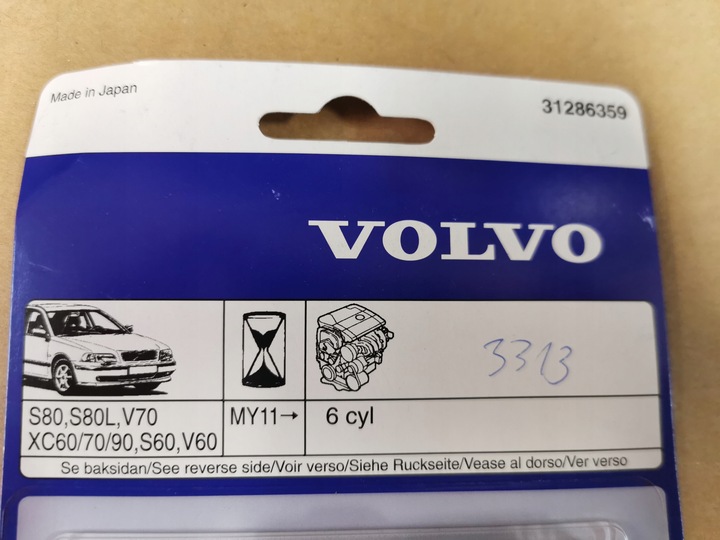 Made in Japan
31286359
VOLVO
3313
S80,S80L,V70
XC60/70/90,S60,V60
MY11→
6 cyl
Se baksidan/See reverse side/Voir verso/Siehe Ruckseite/Vease al dorso/Ver verso